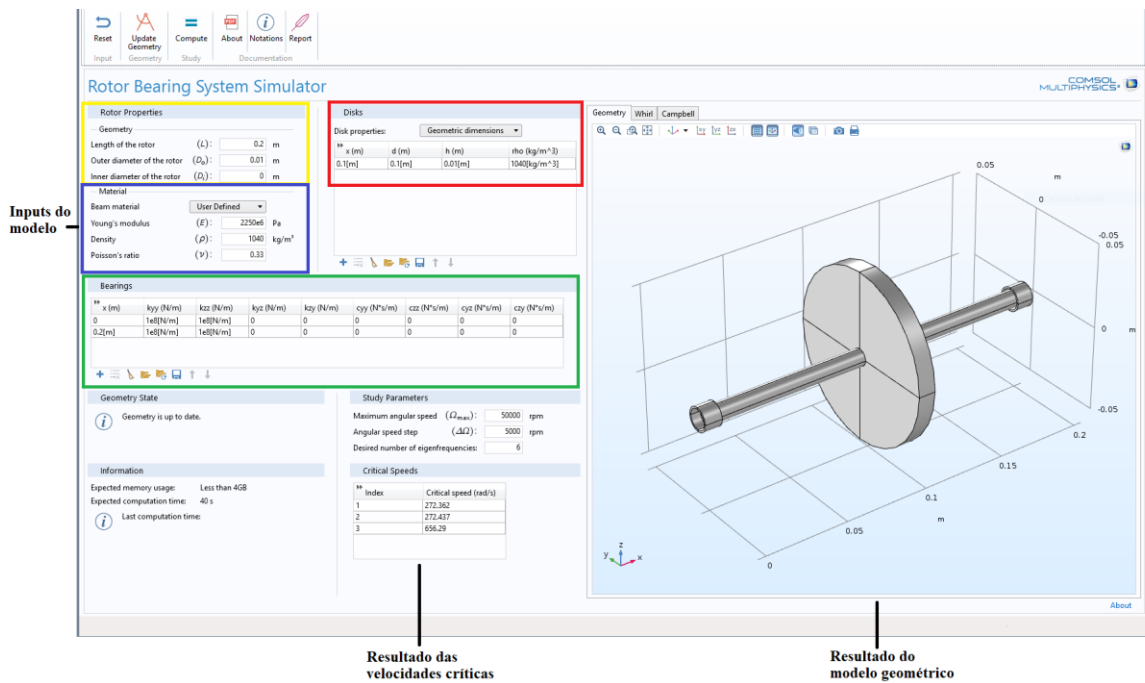 Reset
Update
Geometry
Compute
About
Notations
Report
Input
Geometry
Study
Documentation
Rotor Bearing System Simulator
COMSOL
MULTIPHYSICS®
Rotor Properties
Geometry
Length of the rotor (L): 0.2 m
Outer diameter of the rotor (Do): 0.01 m
Inner diameter of the rotor (Di): 0 m
Material
Beam material User Defined
Young's modulus (E): 2250e6 Pa
Density (ρ): 1040 kg/m³
Poisson's ratio (ν): 0.33
Inputs do
modelo
Disks
Disk properties: Geometric dimensions
x (m) d (m) h (m) rho (kg/m^3)
0.1[m] 0.1[m] 0.01[m] 1040[kg/m^3]
Bearings
x (m) kyy (N/m) kzz (N/m) kyz (N/m) kzy (N/m) cyy (N*s/m) czz (N*s/m) cyz (N*s/m) czy (N*s/m)
0 1e8[N/m] 1e8[N/m] 0 0 0 0 0 0
0.2[m] 1e8[N/m] 1e8[N/m] 0 0 0 0 0 0
Geometry State
Geometry is up to date.
Study Parameters
Maximum angular speed (Ωmax): 50000 rpm
Angular speed step (ΔΩ): 5000 rpm
Desired number of eigenfrequencies: 6
Information
Expected memory usage: Less than 4GB
Expected computation time: 40 s
Last computation time:
Critical Speeds
Index Critical speed (rad/s)
1 272.362
2 272.437
3 656.29
Geometry Whirl Campbell
0.05
m
0
-0.05
0.05
0 m
-0.05
0.2
0.15
0.1
m
0.05
0
z
y
x
About
Resultado das
velocidades críticas
Resultado do
modelo geométrico